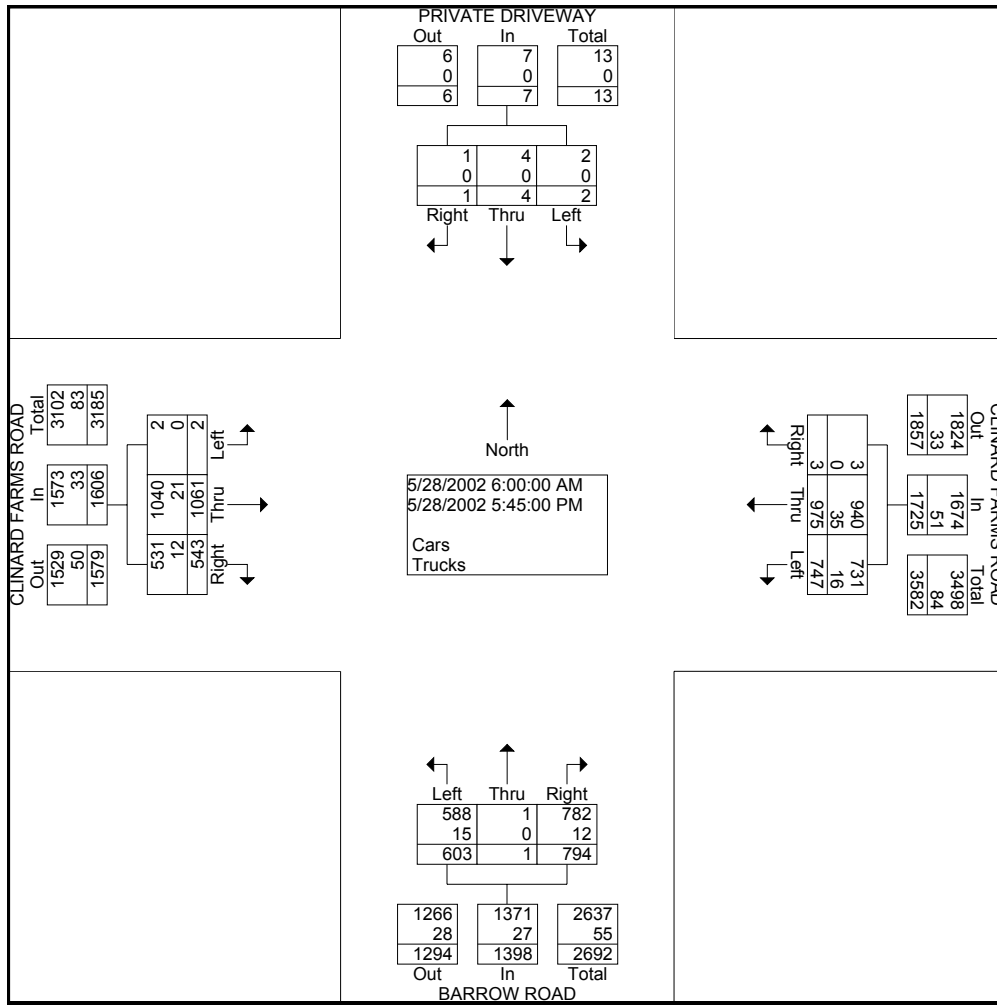 PRIVATE DRIVEWAY
Out In Total
6 7 13
0 0 0
6 7 13
1 4 2
0 0 0
1 4 2
Right Thru Left
CLINARD FARMS ROAD
Total
3102
83
3185
In
1573
33
1606
Out
1529
50
1579
Left
2
0
2
Thru
1040
21
1061
Right
531
12
543
North
5/28/2002 6:00:00 AM
5/28/2002 5:45:00 PM
Cars
Trucks
Right
3
0
3
Thru
940
35
975
Left
731
16
747
CLINARD FARMS ROAD
Out
1824
33
1857
In
1674
51
1725
Total
3498
84
3582
Left Thru Right
588 1 782
15 0 12
603 1 794
1266 1371 2637
28 27 55
1294 1398 2692
Out In Total
BARROW ROAD